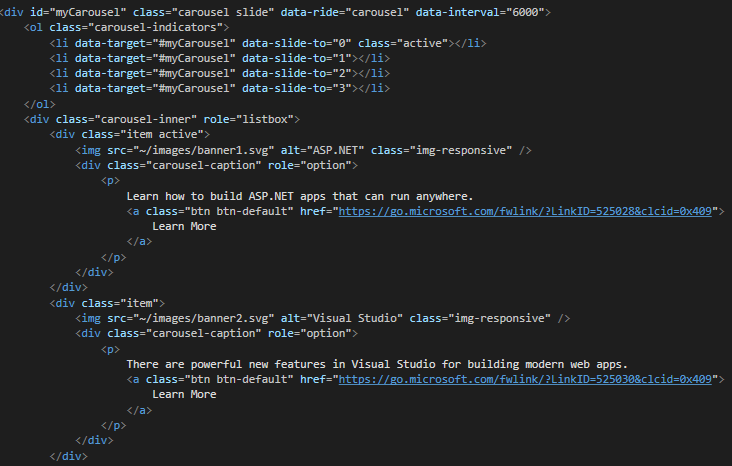 <div id="myCarousel" class="carousel slide" data-ride="carousel" data-interval="6000">
    <ol class="carousel-indicators">
        <li data-target="#myCarousel" data-slide-to="0" class="active"></li>
        <li data-target="#myCarousel" data-slide-to="1"></li>
        <li data-target="#myCarousel" data-slide-to="2"></li>
        <li data-target="#myCarousel" data-slide-to="3"></li>
    </ol>
    <div class="carousel-inner" role="listbox">
        <div class="item active">
            <img src="~/images/banner1.svg" alt="ASP.NET" class="img-responsive" />
            <div class="carousel-caption" role="option">
                <p>
                    Learn how to build ASP.NET apps that can run anywhere.
                    <a class="btn btn-default" href="https://go.microsoft.com/fwlink/?LinkID=525028&clcid=0x409">
                        Learn More
                    </a>
                </p>
            </div>
        </div>
        <div class="item">
            <img src="~/images/banner2.svg" alt="Visual Studio" class="img-responsive" />
            <div class="carousel-caption" role="option">
                <p>
                    There are powerful new features in Visual Studio for building modern web apps.
                    <a class="btn btn-default" href="https://go.microsoft.com/fwlink/?LinkID=525030&clcid=0x409">
                        Learn More
                    </a>
                </p>
            </div>
        </div>